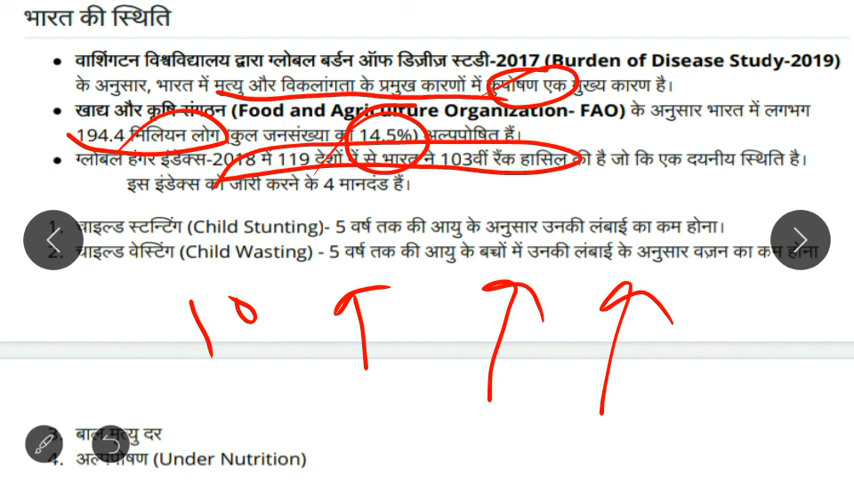 भारत की स्थिति
• वाशिंगटन विश्वविद्यालय द्वारा ग्लोबल बर्डन ऑफ डिज़ीज़ स्टडी-2017 (Burden of Disease Study-2019)
के अनुसार, भारत में मृत्यु और विकलांगता के प्रमुख कारणों में कुपोषण एक मुख्य कारण है।
• खाद्य और कृषि संगठन (Food and Agriculture Organization- FAO) के अनुसार भारत में लगभग
194.4 मिलियन लोग (कुल जनसंख्या का 14.5%) अल्पपोषित हैं।
• ग्लोबल हंगर इंडेक्स-2018 में 119 देशों में से भारत ने 103वीं रैंक हासिल की है जो कि एक दयनीय स्थिति है।
इस इंडेक्स को जारी करने के 4 मानदंड हैं।
1. चाइल्ड स्टन्टिंग (Child Stunting)- 5 वर्ष तक की आयु के अनुसार उनकी लंबाई का कम होना।
2. चाइल्ड वेस्टिंग (Child Wasting) - 5 वर्ष तक की आयु के बच्चों में उनकी लंबाई के अनुसार वज़न का कम होना
10
3. बाल मृत्यु दर
4. अल्पपोषण (Under Nutrition)